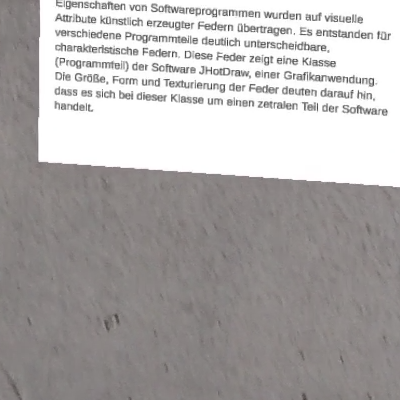 Eigenschaften von Softwareprogrammen wurden auf visuelle
Attribute künstlich erzeugter Federn übertragen. Es entstanden für
verschiedene Programmteile deutlich unterscheidbare,
charakteristische Federn. Diese Feder zeigt eine Klasse
(Programmteil) der Software JHotDraw, einer Grafikanwendung.
Die Größe, Form und Texturierung der Feder deuten darauf hin,
dass es sich bei dieser Klasse um einen zetralen Teil der Software
handelt.